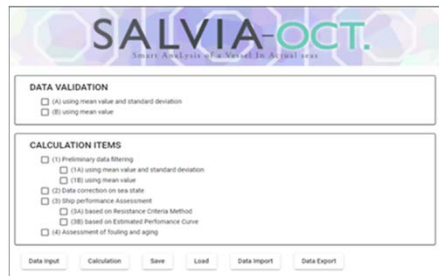 SALVIA-OCT.
Smart AnaLysis of a Vessel In Actual seas
DATA VALIDATION
(A) using mean value and standard deviation
(B) using mean value
CALCULATION ITEMS
(1) Preliminary data filtering
(1A) using mean value and standard deviation
(1B) using mean value
(2) Data correction on sea state
(3) Ship performance Assessment
(3A) based on Resistance Criteria Method
(3B) based on Estimated Perfomance Curve
(4) Assessment of fouling and aging
Data Input Calculation Save Load Data Import Data Export